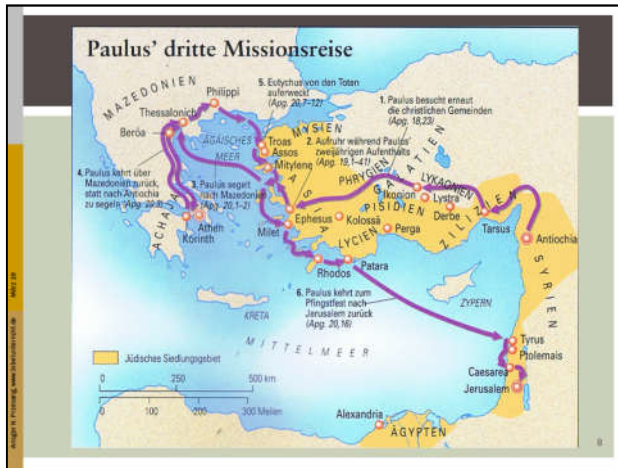 Paulus' dritte Missionsreise
MAZEDONIEN
Philippi
Thessalonich
Beröa
5. Eutychus von den Toten
auferweckt
(Apg. 20,7–12)
1. Paulus besucht erneut
die christlichen Gemeinden
(Apg. 18,23)
ÄGÄISCHES
MEER
Troas
Assos
Mitylene
MYSIEN
2. Aufruhr während Paulus'
zweijährigen Aufenthalts
(Apg. 19,1–41)
GALATIEN
PHRYGIEN
LYKAONIEN
4. Paulus kehrt über
Mazedonien zurück,
statt nach Antiochia
zu segeln (Apg. 20,3)
3. Paulus segelt
nach Mazedonien
(Apg. 20,1–2)
ASIA
Ikonion
Lystra
Derbe
PISIDIEN
ZILIZIEN
Tarsus
Antiochia
ACHAJA
Athen
Korinth
Ephesus
Milet
Kolossä
LYCIEN
Perga
SYRIEN
Rhodos
Patara
6. Paulus kehrt zum
Pfingstfest nach
Jerusalem zurück
(Apg. 20,16)
ZYPERN
KRETA
MITTELMEER
Tyrus
Ptolemais
Caesarea
Jerusalem
Jüdisches Siedlungsgebiet
0 250 500 km
0 100 200 300 Meilen
Alexandria
ÄGYPTEN
8